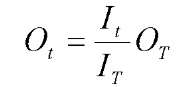 O_t = \frac{I_t}{I_T} O_T